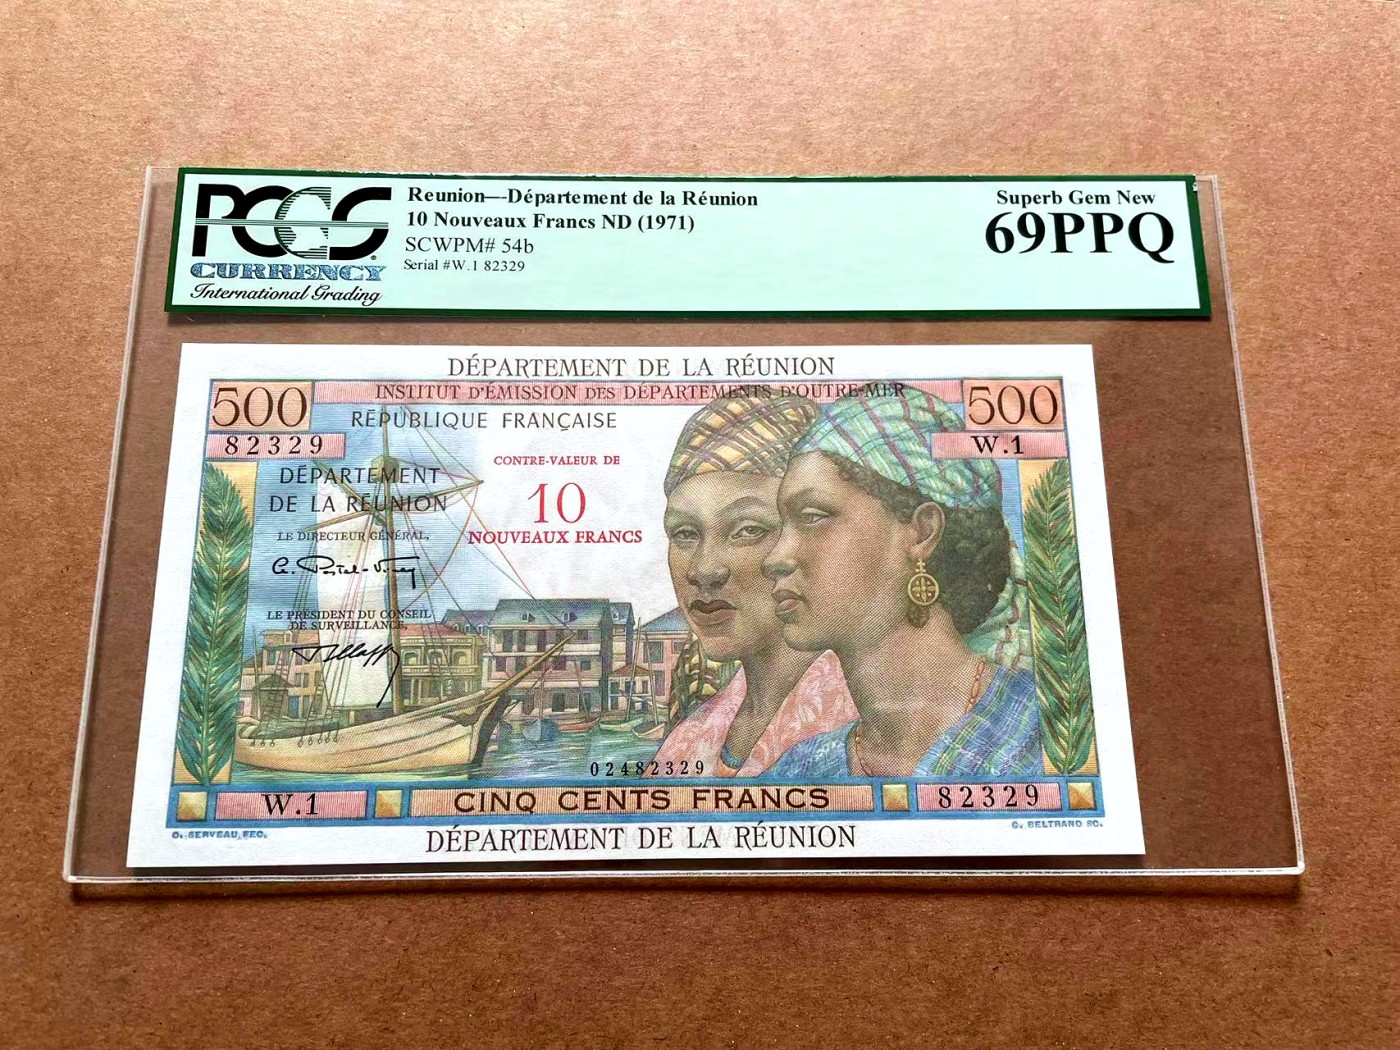 PCGS
CURRENCY
International Grading
Reunion—Département de la Réunion
10 Nouveaux Francs ND (1971)
SCWPM# 54b
Serial #W.1 82329
Superb Gem New
69PPQ
DÉPARTEMENT DE LA RÉUNION
INSTITUT D'ÉMISSION DES DÉPARTEMENTS D'OUTRE-MER
500
500
RÉPUBLIQUE FRANÇAISE
82329
W.1
CONTRE-VALEUR DE
10
NOUVEAUX FRANCS
DÉPARTEMENT
DE LA RÉUNION
LE DIRECTEUR GÉNÉRAL,
LE PRÉSIDENT DU CONSEIL
DE SURVEILLANCE,
02482329
W.1
CINQ CENTS FRANCS
82329
G. BELTRAND SC.
DÉPARTEMENT DE LA RÉUNION